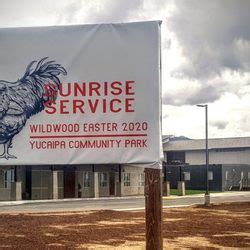 SUNRISE
SERVICE
WILDWOOD EASTER 2020
YUCAIPA COMMUNITY PARK